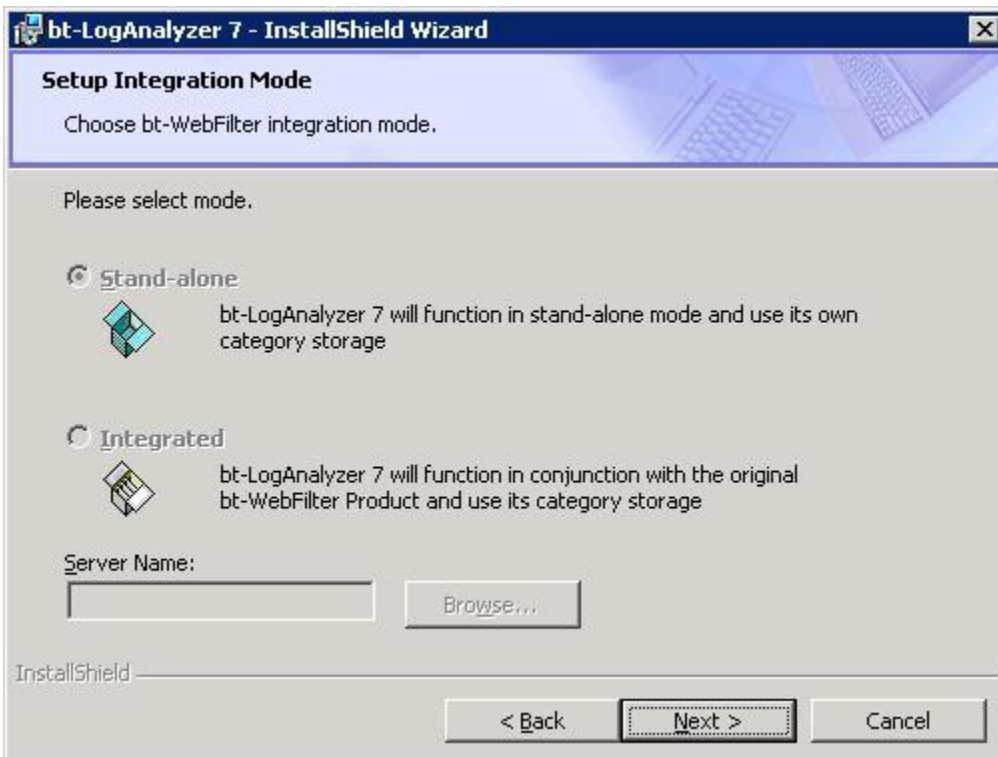 bt-LogAnalyzer 7 - InstallShield Wizard
Setup Integration Mode
Choose bt-WebFilter integration mode.
Please select mode.
Stand-alone
bt-LogAnalyzer 7 will function in stand-alone mode and use its own
category storage
Integrated
bt-LogAnalyzer 7 will function in conjunction with the original
bt-WebFilter Product and use its category storage
Server Name:
Browse...
InstallShield
< Back
Next >
Cancel